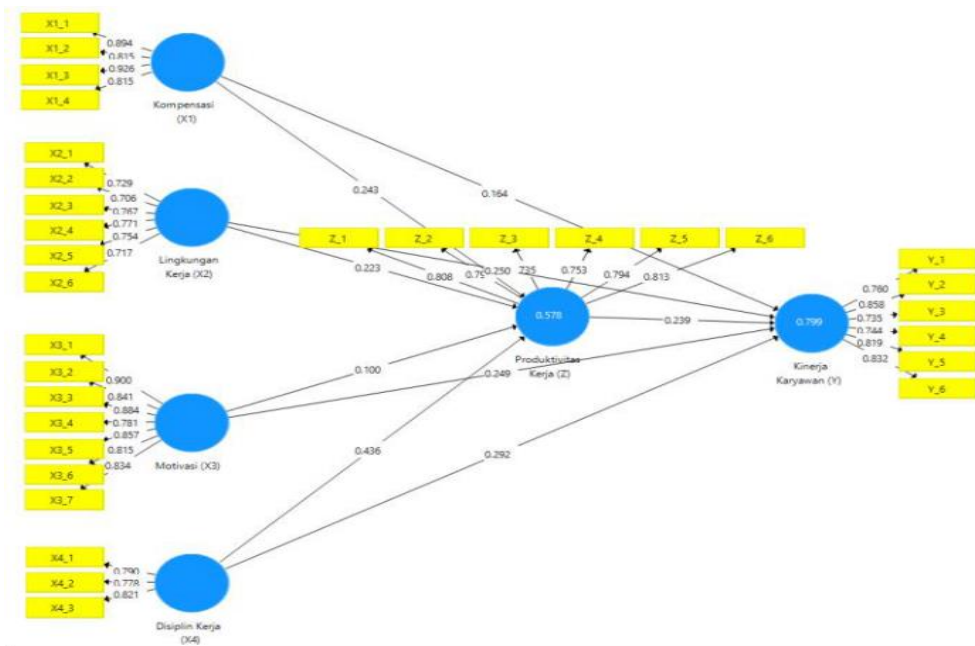 X1_1
X1_2
X1_3
X1_4
0.894
0.815
0.926
0.815
Kompensasi
(X1)
X2_1
X2_2
X2_3
X2_4
X2_5
X2_6
0.729
0.706
0.767
0.771
0.754
0.717
Lingkungan
Kerja (X2)
0.243
0.164
0.223
Z_1
Z_2
Z_3
Z_4
Z_5
Z_6
0.808
0.250
0.753
0.794
0.813
0.578
Produktivitas
Kerja (Z)
0.239
0.799
Kinerja
Karyawan (Y)
0.760
0.858
0.735
0.744
0.819
0.832
Y_1
Y_2
Y_3
Y_4
Y_5
Y_6
X3_1
X3_2
X3_3
X3_4
X3_5
X3_6
X3_7
0.900
0.841
0.884
0.781
0.857
0.815
0.834
Motivasi (X3)
0.100
0.249
0.436
0.292
X4_1
X4_2
X4_3
0.790
0.778
0.821
Disiplin Kerja
(X4)